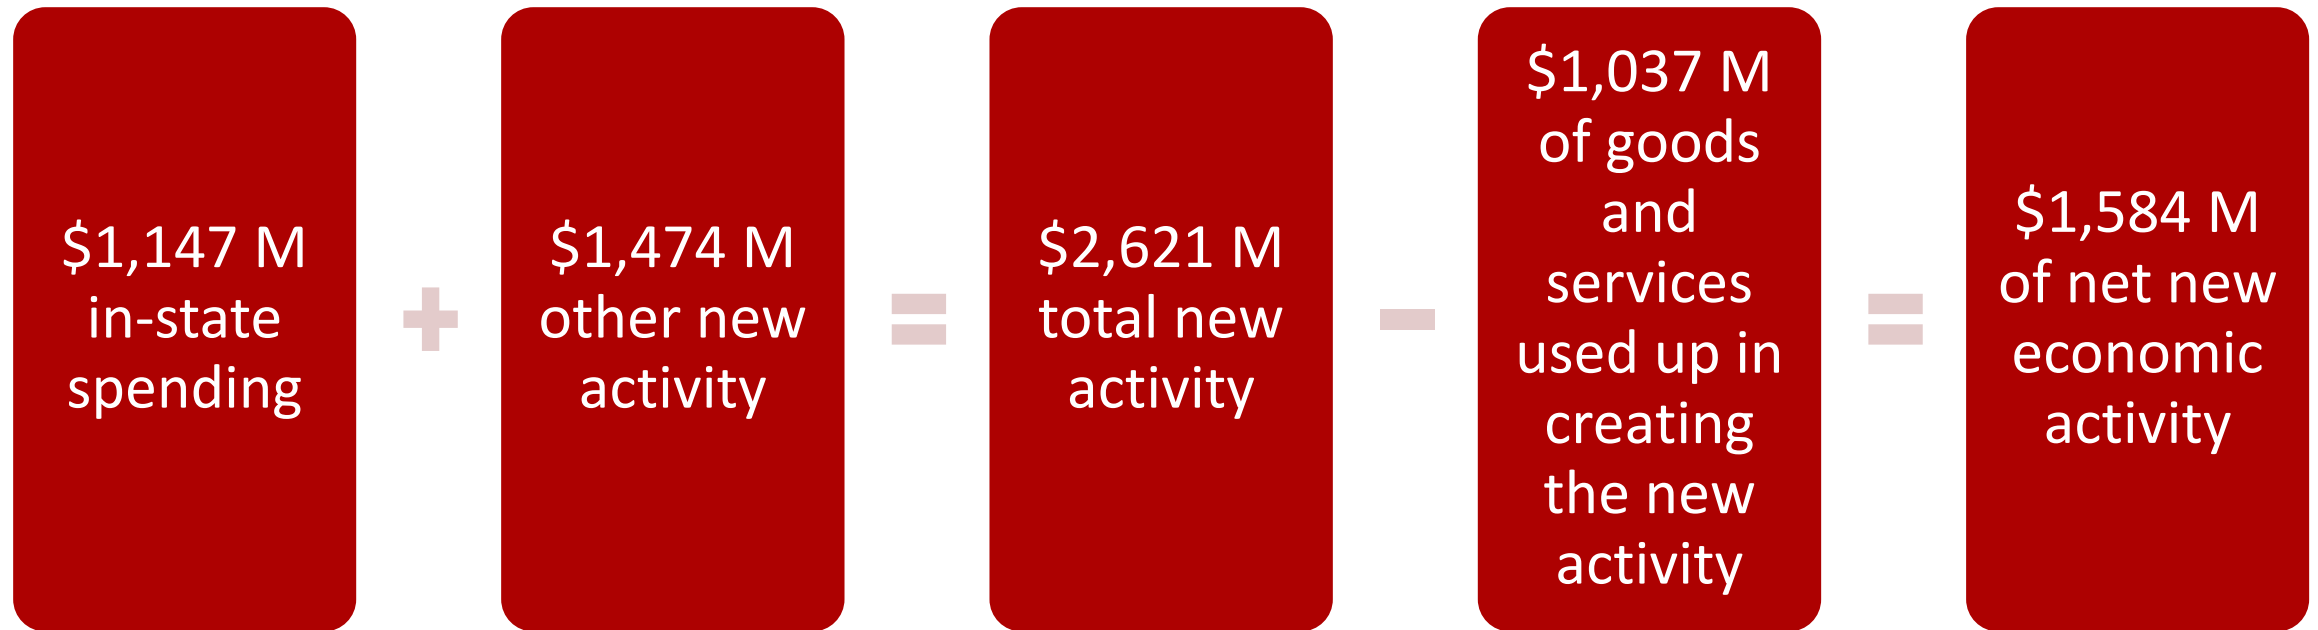 $1,147 M
in-state
spending
+
$1,474 M
other new
activity
=
$2,621 M
total new
activity
−
$1,037 M
of goods
and
services
used up in
creating
the new
activity
=
$1,584 M
of net new
economic
activity